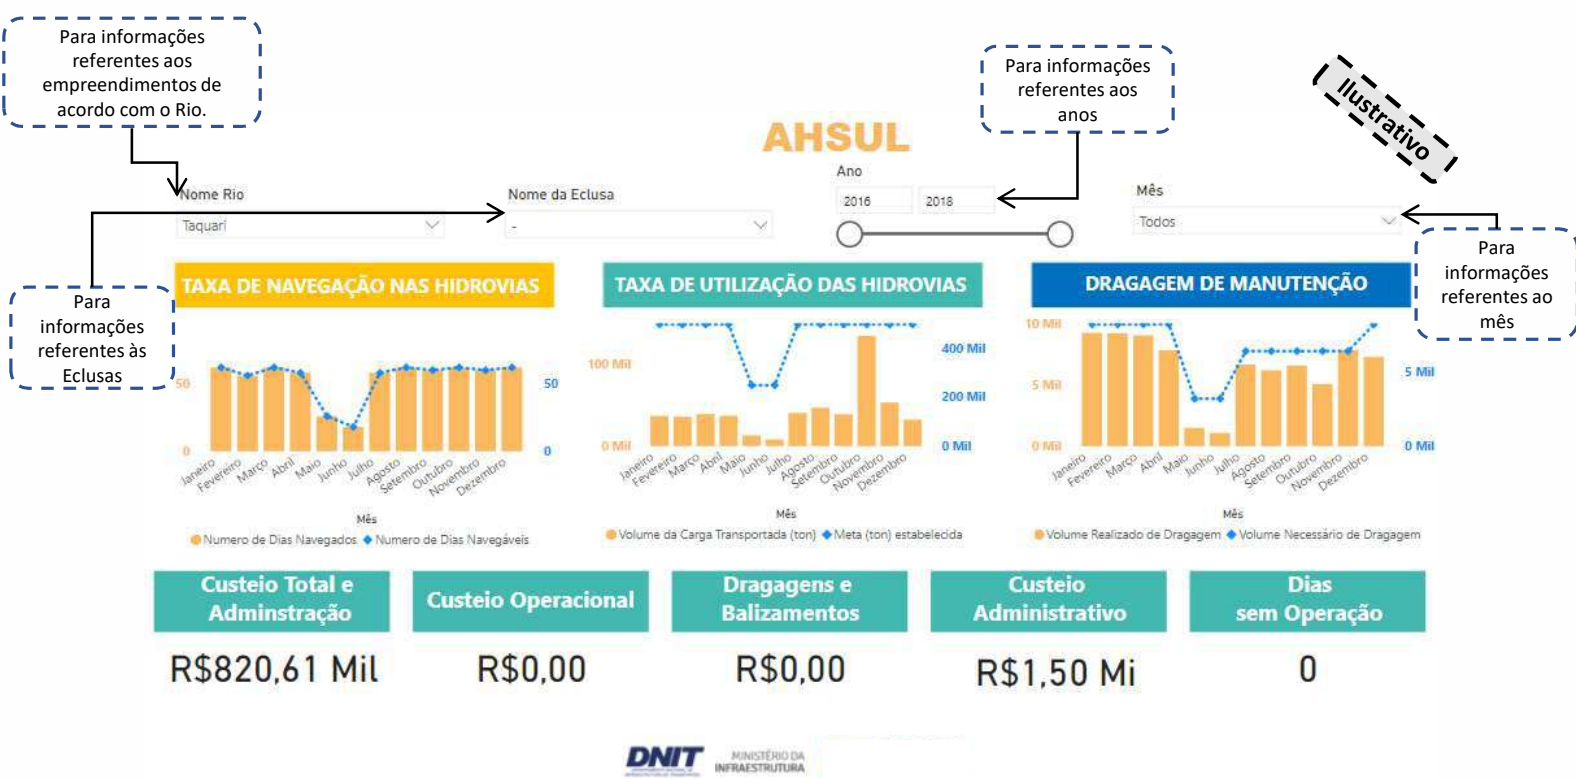 Para informações
referentes aos
empreendimentos de
acordo com o Rio.
Para informações
referentes aos
anos
Ilustrativo
AHSUL
Nome Rio
Taquari
Nome da Eclusa
-
Ano
2016
2018
Mês
Todos
Para
informações
referentes às
Eclusas
Para
informações
referentes ao
mês
TAXA DE NAVEGAÇÃO NAS HIDROVIAS
50
0
50
0
Janeiro
Fevereiro
Março
Abril
Maio
Junho
Julho
Agosto
Setembro
Outubro
Novembro
Dezembro
Mês
Numero de Dias Navegados
Numero de Dias Navegáveis
TAXA DE UTILIZAÇÃO DAS HIDROVIAS
100 Mil
0 Mil
400 Mil
200 Mil
0 Mil
Janeiro
Fevereiro
Março
Abril
Maio
Junho
Julho
Agosto
Setembro
Outubro
Novembro
Dezembro
Mês
Volume da Carga Transportada (ton)
Meta (ton) estabelecida
DRAGAGEM DE MANUTENÇÃO
10 Mil
5 Mil
0 Mil
5 Mil
0 Mil
Janeiro
Fevereiro
Março
Abril
Maio
Junho
Julho
Agosto
Setembro
Outubro
Novembro
Dezembro
Mês
Volume Realizado de Dragagem
Volume Necessário de Dragagem
Custeio Total e
Adminstração
R$820,61 Mil
Custeio Operacional
R$0,00
Dragagens e
Balizamentos
R$0,00
Custeio
Administrativo
R$1,50 Mi
Dias
sem Operação
0
DNIT
MINISTÉRIO DA
INFRAESTRUTURA